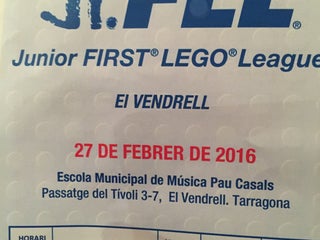 Jr.FLL®
Junior FIRST® LEGO® League
El VENDRELL
27 DE FEBRER DE 2016
Escola Municipal de Música Pau Casals
Passatge del Tívoli 3-7, El Vendrell. Tarragona
HORARI